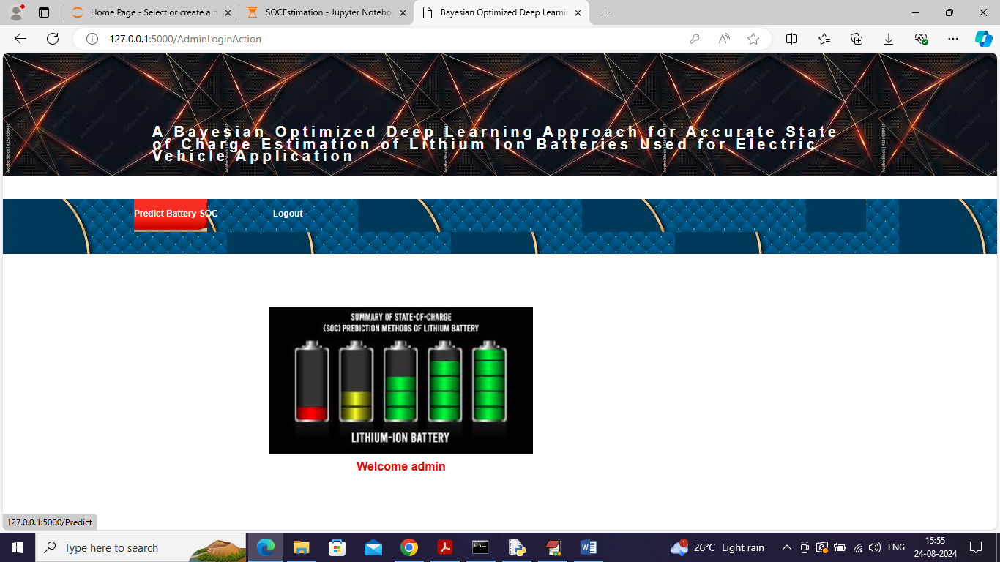 Home Page - Select or create a n
SOCEstimation - Jupyter Noteboo
Bayesian Optimized Deep Learnin
127.0.0.1:5000/AdminLoginAction
A Bayesian Optimized Deep Learning Approach for Accurate State
of Charge Estimation of Lithium Ion Batteries Used for Electric
Vehicle Application
Predict Battery SOC
Logout
SUMMARY OF STATE-OF-CHARGE
(SOC) PREDICTION METHODS OF LITHIUM BATTERY
LITHIUM-ION BATTERY
Welcome admin
127.0.0.1:5000/Predict
Type here to search
1
26°C Light rain
ENG
15:55
24-08-2024